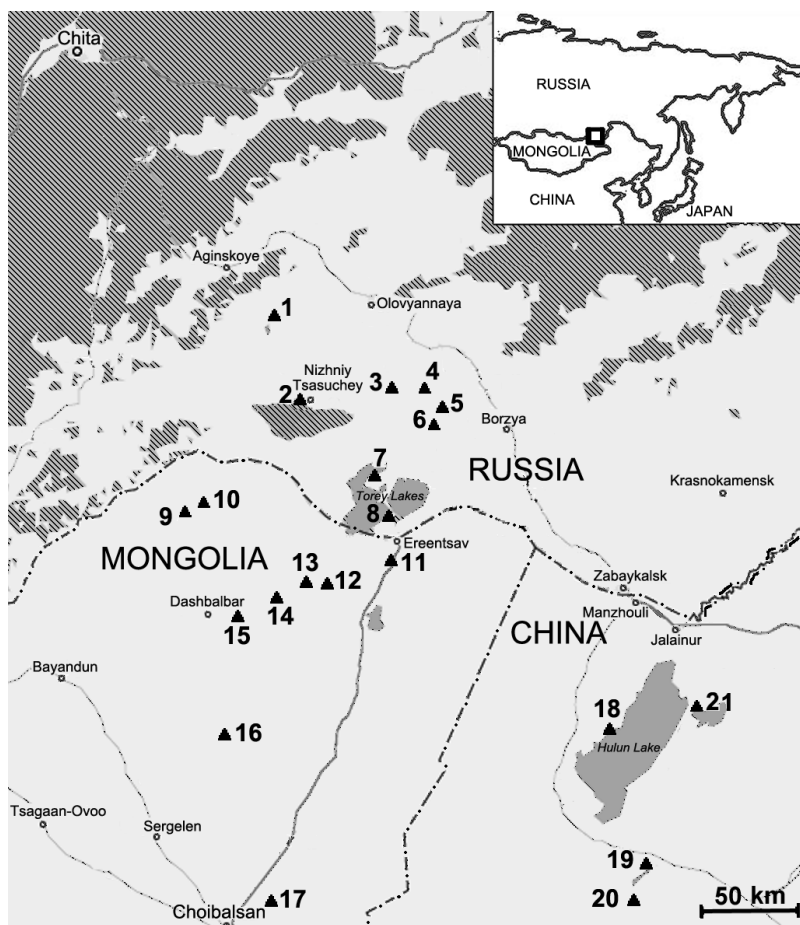 Chita
RUSSIA
MONGOLIA
CHINA
JAPAN
Aginskoye
Olovyannaya
1
Nizhniy
Tsasuchey
2
3
4
5
6
Borzya
7
RUSSIA
Krasnokamensk
Torey Lakes
8
9
10
Ereentsav
11
MONGOLIA
13
12
14
Zabaykalsk
Dashbalbar
15
Manzhouli
CHINA
Jalainur
Bayandun
16
18
21
Hulun Lake
Tsagaan-Ovoo
Sergelen
19
20
17
50 km
Choibalsan